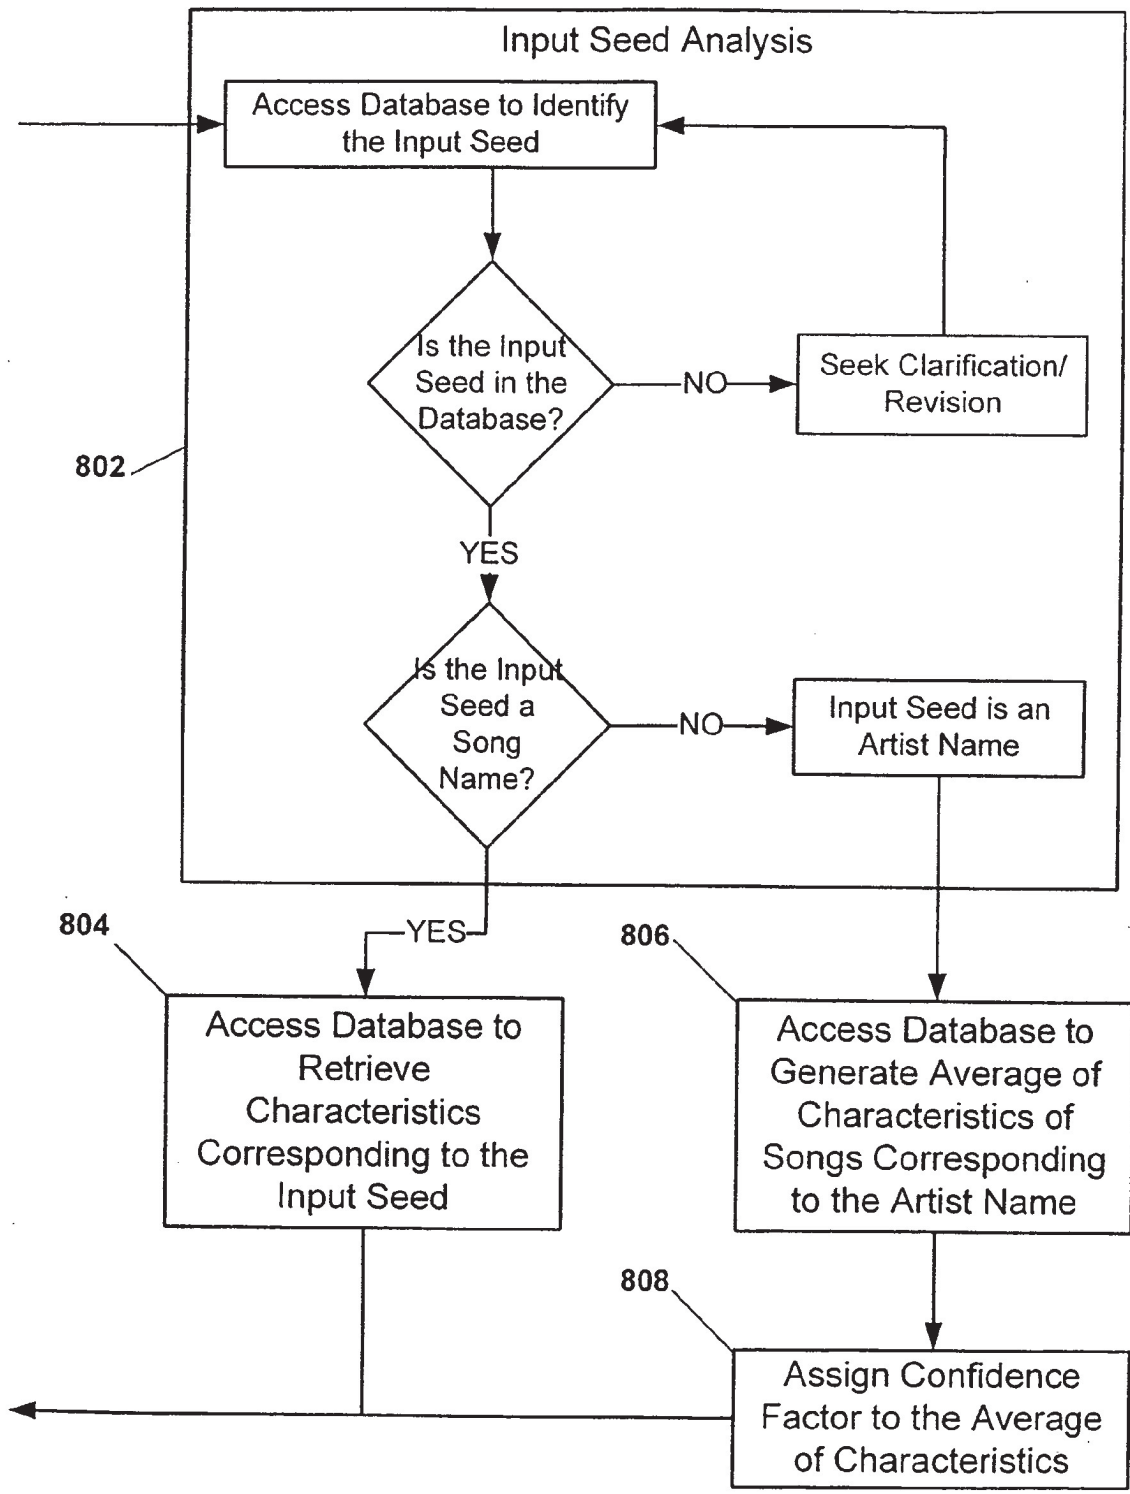 Input Seed Analysis
Access Database to Identify
the Input Seed
Is the Input
Seed in the
Database?
NO
Seek Clarification/
Revision
802
YES
Is the Input
Seed a
Song
Name?
NO
Input Seed is an
Artist Name
804
YES
806
Access Database to
Retrieve
Characteristics
Corresponding to the
Input Seed
Access Database to
Generate Average of
Characteristics of
Songs Corresponding
to the Artist Name
808
Assign Confidence
Factor to the Average
of Characteristics